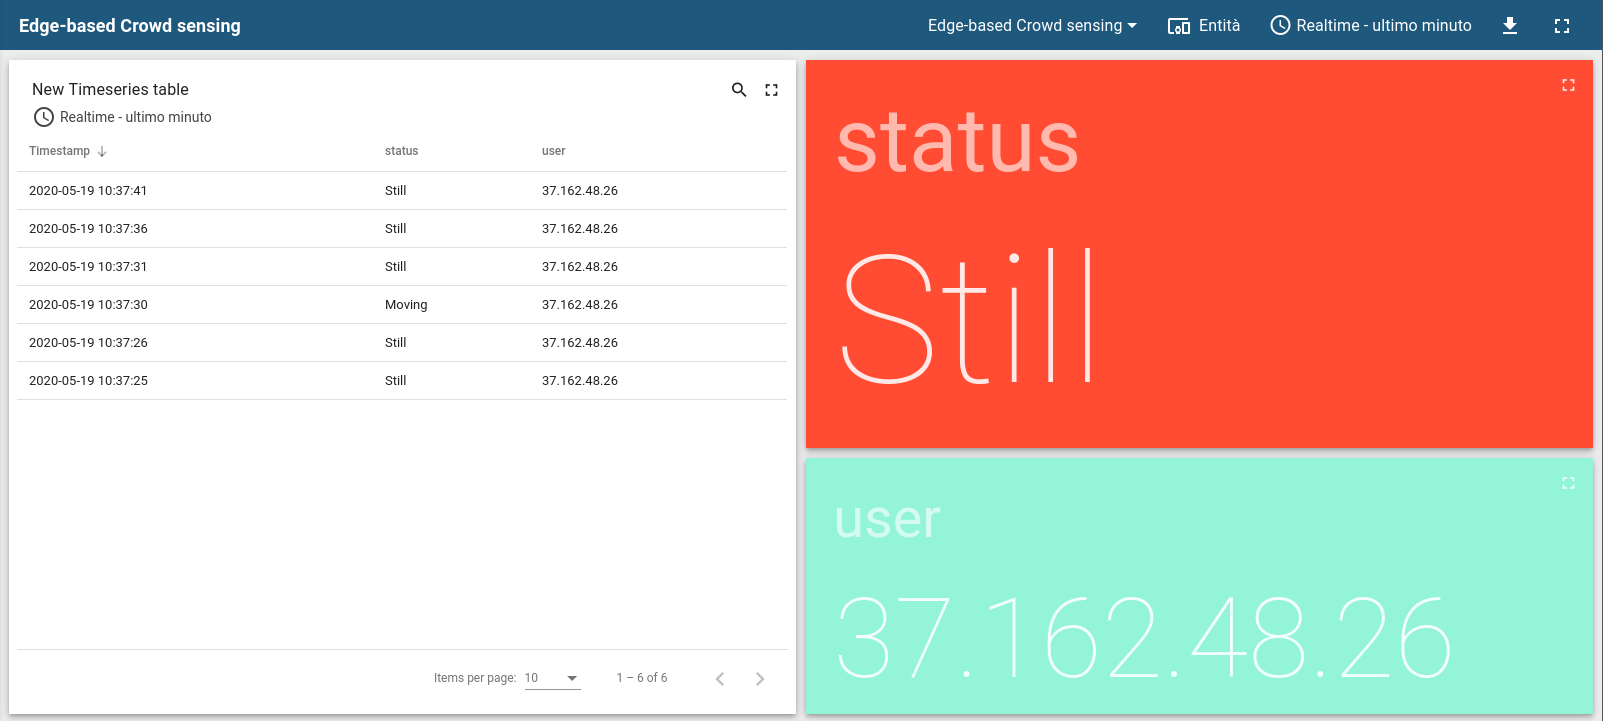 Edge-based Crowd sensing
Edge-based Crowd sensing Entità Realtime - ultimo minuto
New Timeseries table
Realtime - ultimo minuto
Timestamp status user
2020-05-19 10:37:41 Still 37.162.48.26
2020-05-19 10:37:36 Still 37.162.48.26
2020-05-19 10:37:31 Still 37.162.48.26
2020-05-19 10:37:30 Moving 37.162.48.26
2020-05-19 10:37:26 Still 37.162.48.26
2020-05-19 10:37:25 Still 37.162.48.26
Items per page: 10 1 – 6 of 6
status
Still
user
37.162.48.26